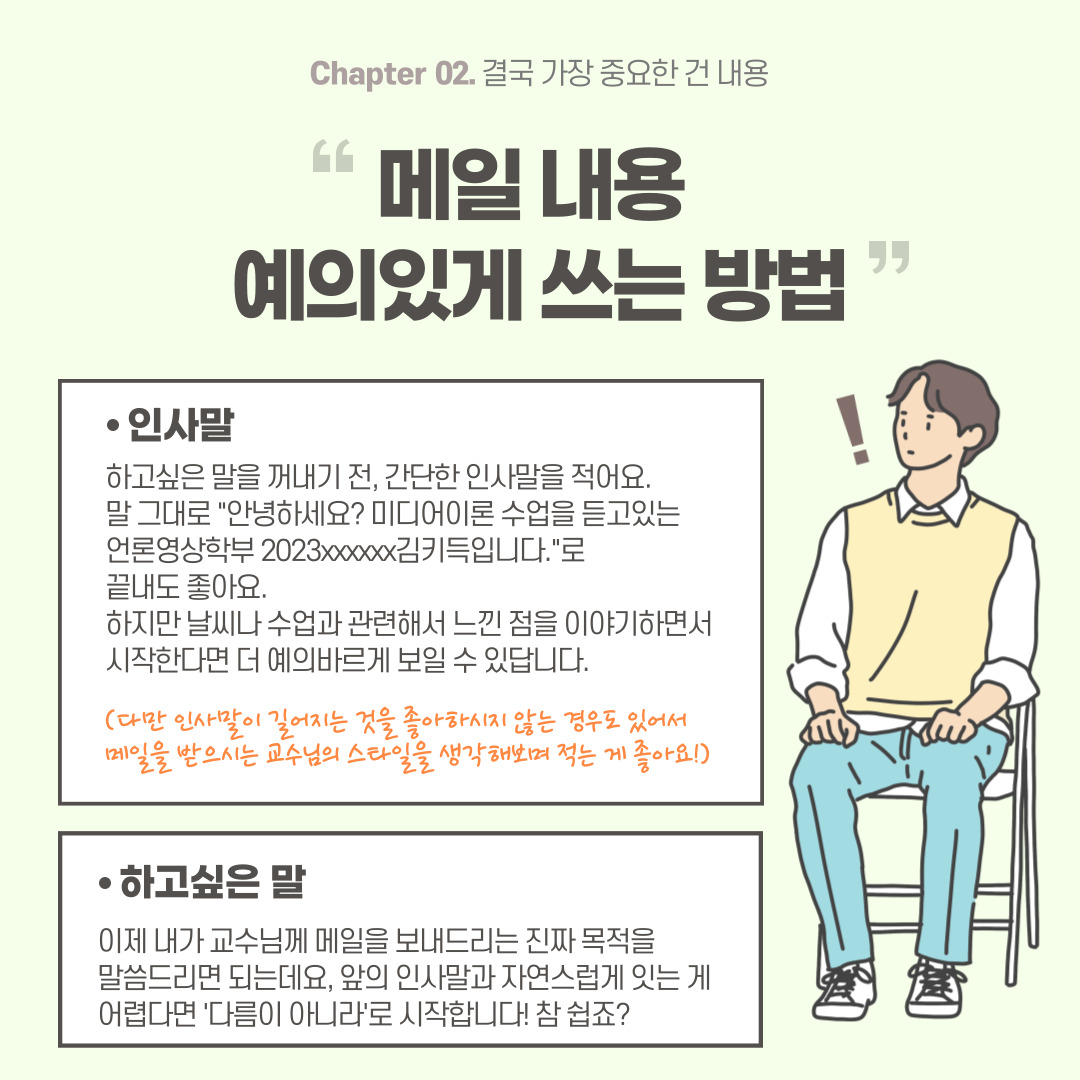 Chapter 02. 결국 가장 중요한 건 내용
“ 메일 내용
예의있게 쓰는 방법 ”
• 인사말
하고싶은 말을 꺼내기 전, 간단한 인사말을 적어요.
말 그대로 "안녕하세요? 미디어이론 수업을 듣고있는
언론영상학부 2023xxxxxx김키득입니다."로
끝내도 좋아요.
하지만 날씨나 수업과 관련해서 느낀 점을 이야기하면서
시작한다면 더 예의바르게 보일 수 있답니다.
(다만 인사말이 길어지는 것을 좋아하시지 않는 경우도 있어서
메일을 받으시는 교수님의 스타일을 생각해보며 적는 게 좋아요!)
• 하고싶은 말
이제 내가 교수님께 메일을 보내드리는 진짜 목적을
말씀드리면 되는데요, 앞의 인사말과 자연스럽게 잇는 게
어렵다면 '다름이 아니라'로 시작합니다! 참 쉽죠?